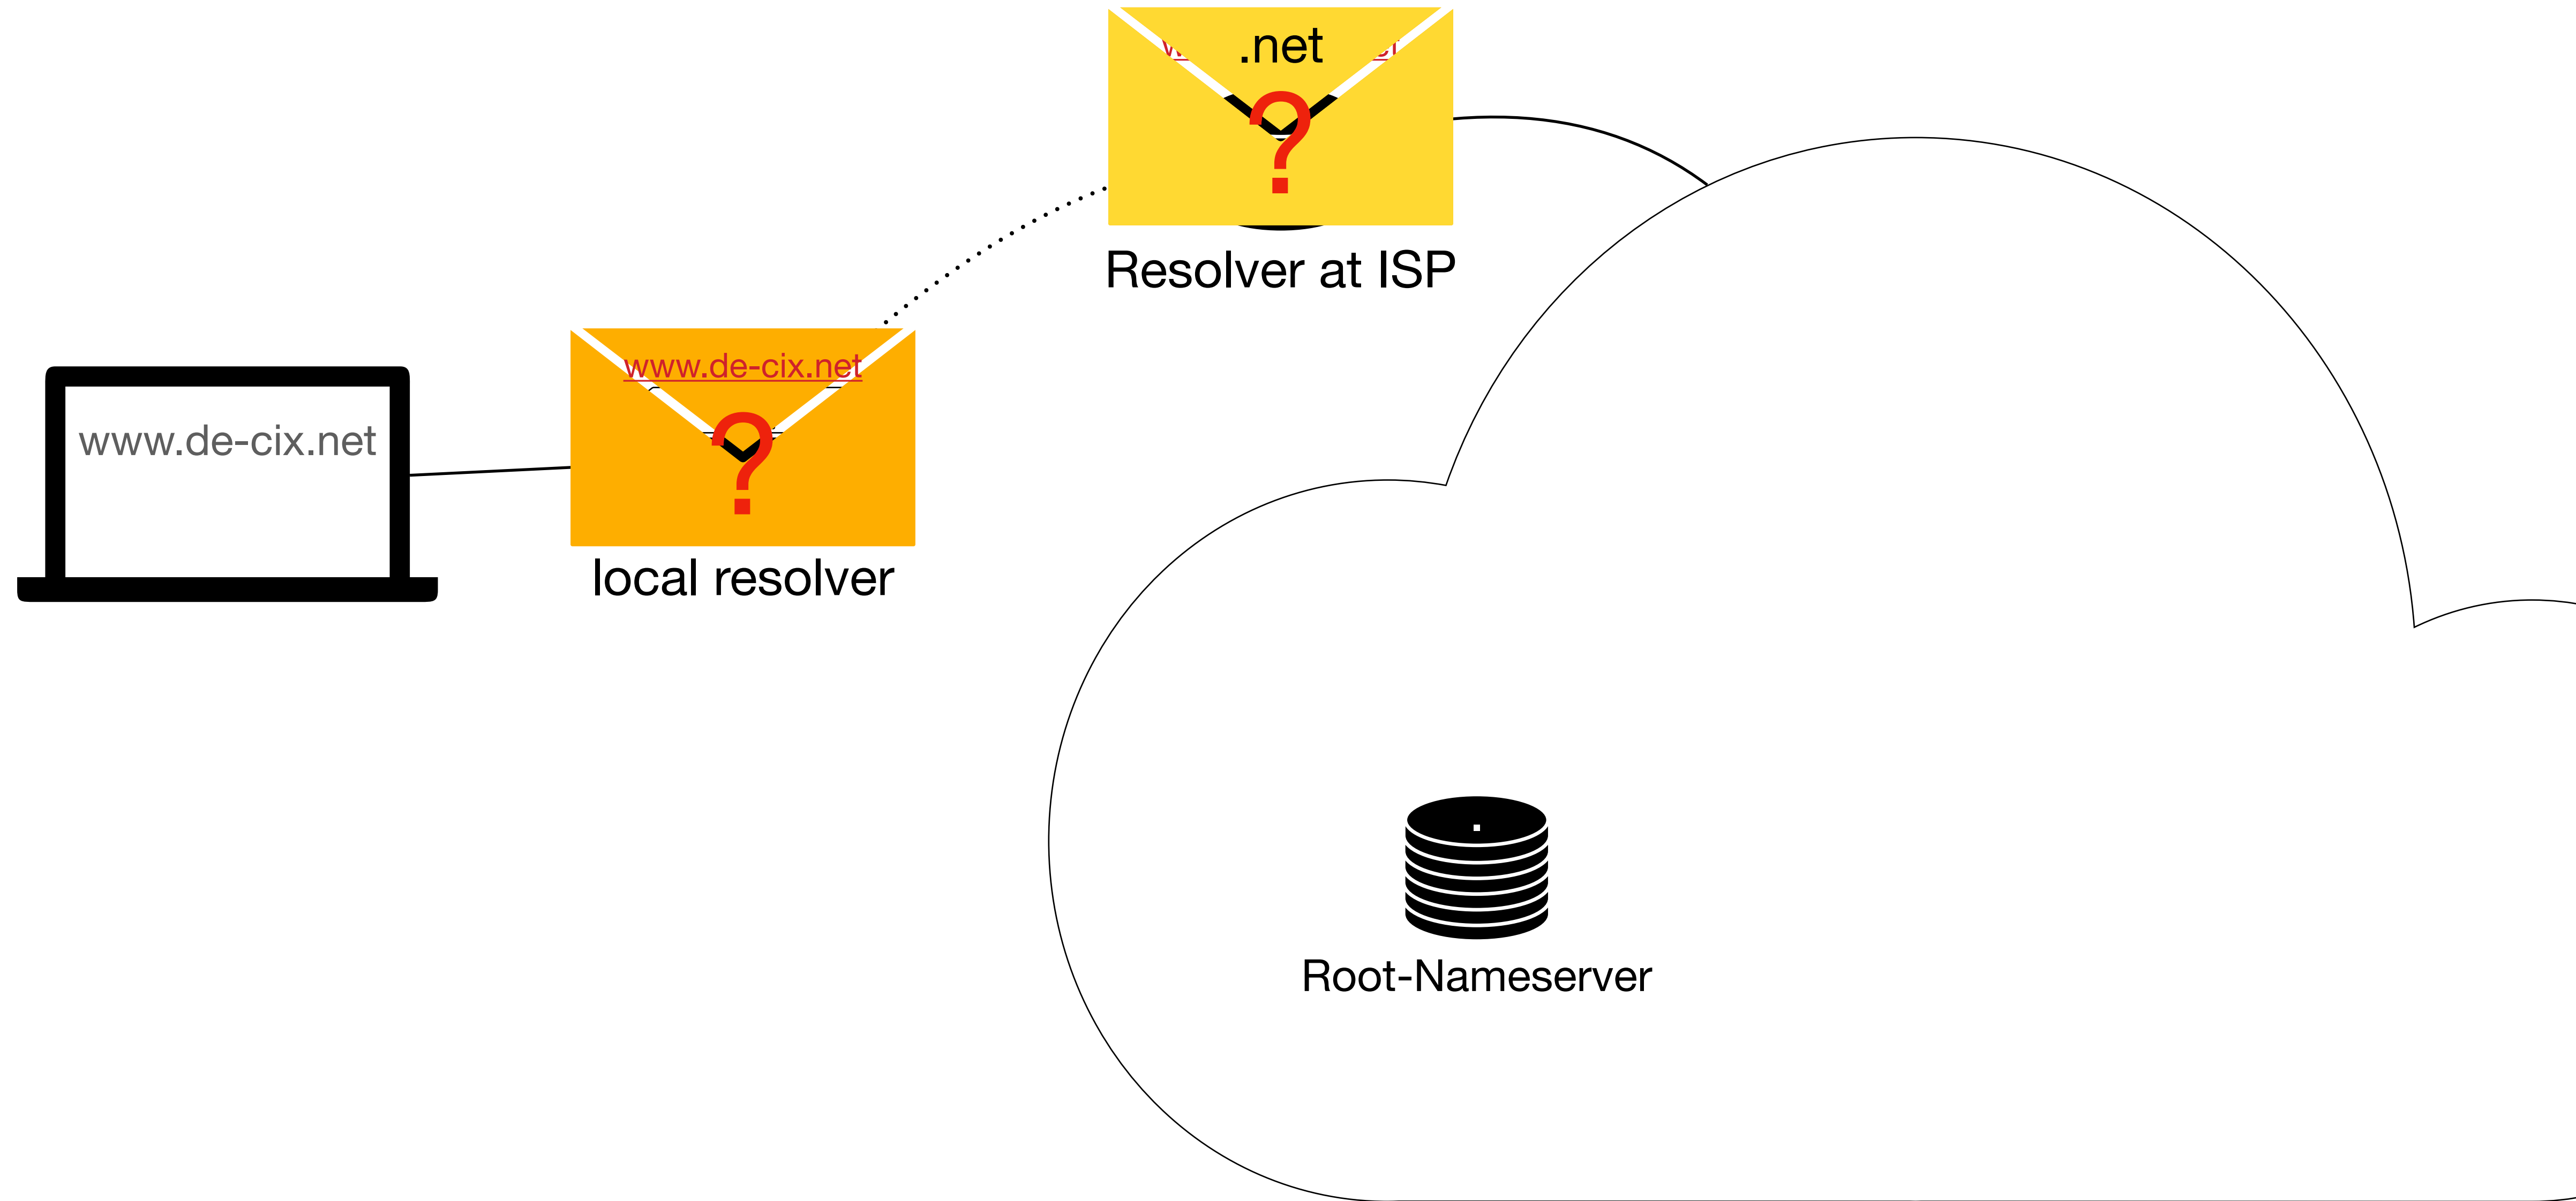 .net
?
Resolver at ISP
www.de-cix.net
?
www.de-cix.net
local resolver
.
Root-Nameserver